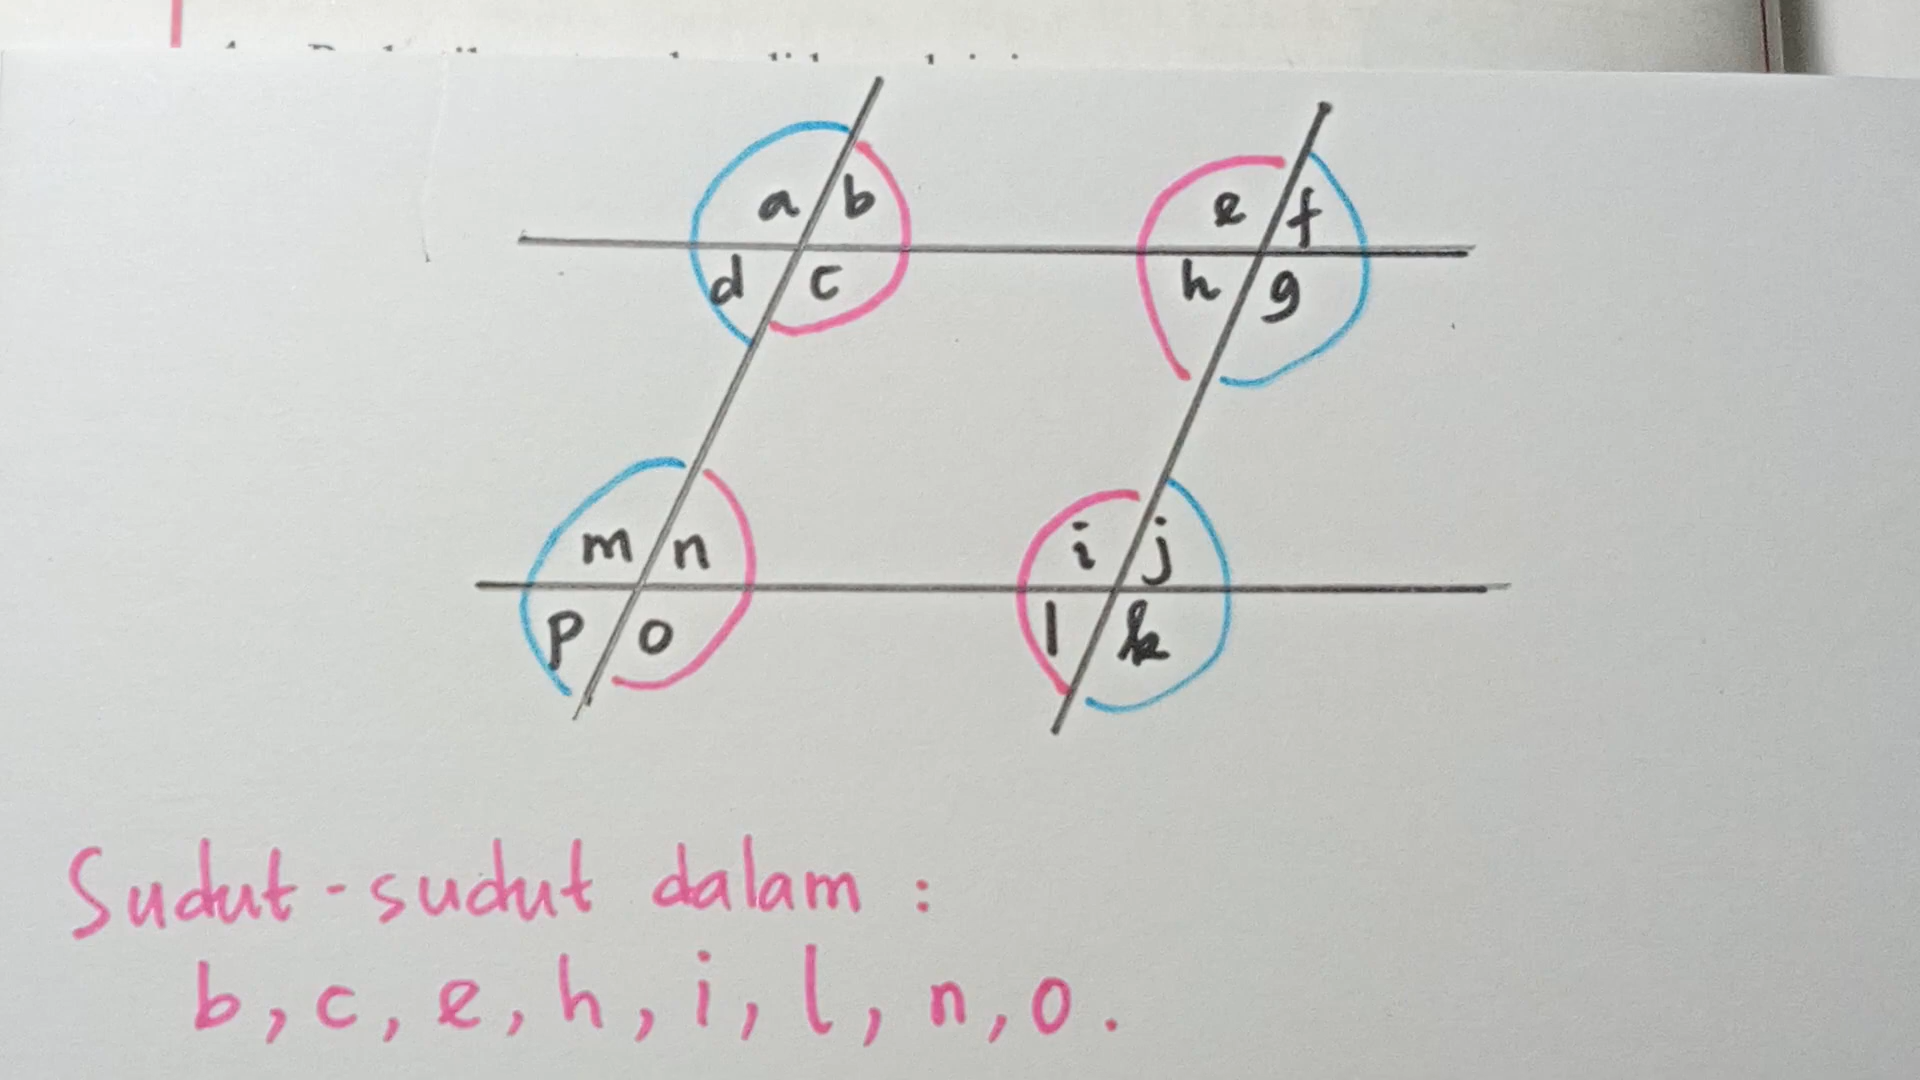 a b
d c
e f
h g
m n
p o
i j
l k
Sudut-sudut dalam :
b, c, e, h, i, l, n, o.